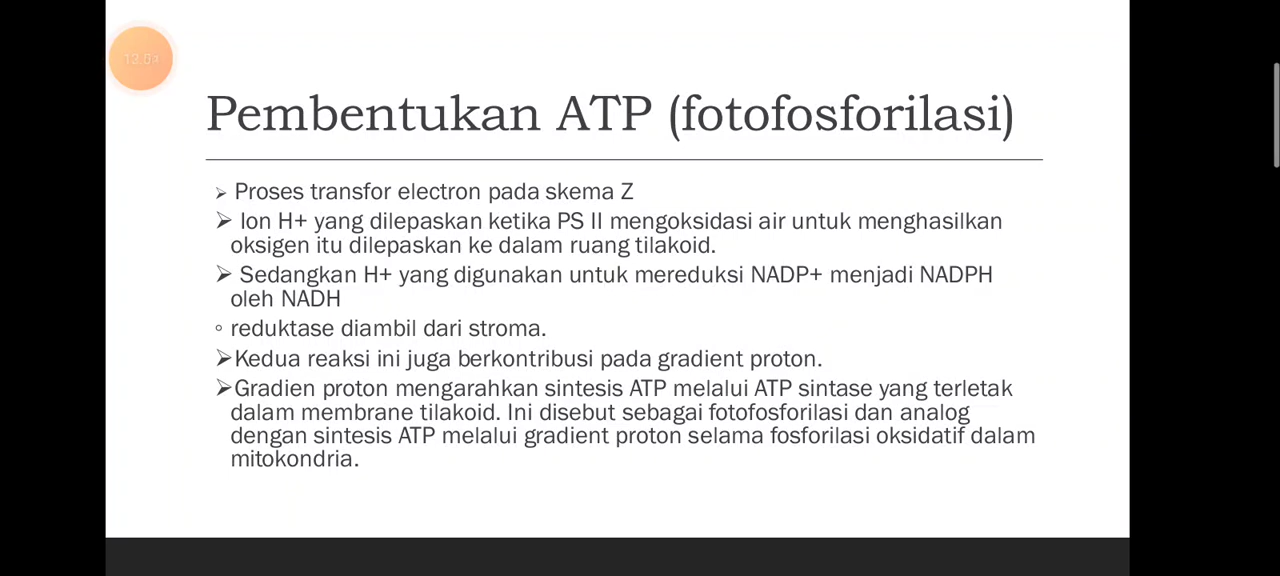 Pembentukan ATP (fotofosforilasi)
➢ Proses transfor electron pada skema Z
➢ Ion H+ yang dilepaskan ketika PS II mengoksidasi air untuk menghasilkan
oksigen itu dilepaskan ke dalam ruang tilakoid.
➢ Sedangkan H+ yang digunakan untuk mereduksi NADP+ menjadi NADPH
oleh NADH
◦ reduktase diambil dari stroma.
➢Kedua reaksi ini juga berkontribusi pada gradient proton.
➢Gradien proton mengarahkan sintesis ATP melalui ATP sintase yang terletak
dalam membrane tilakoid. Ini disebut sebagai fotofosforilasi dan analog
dengan sintesis ATP melalui gradient proton selama fosforilasi oksidatif dalam
mitokondria.